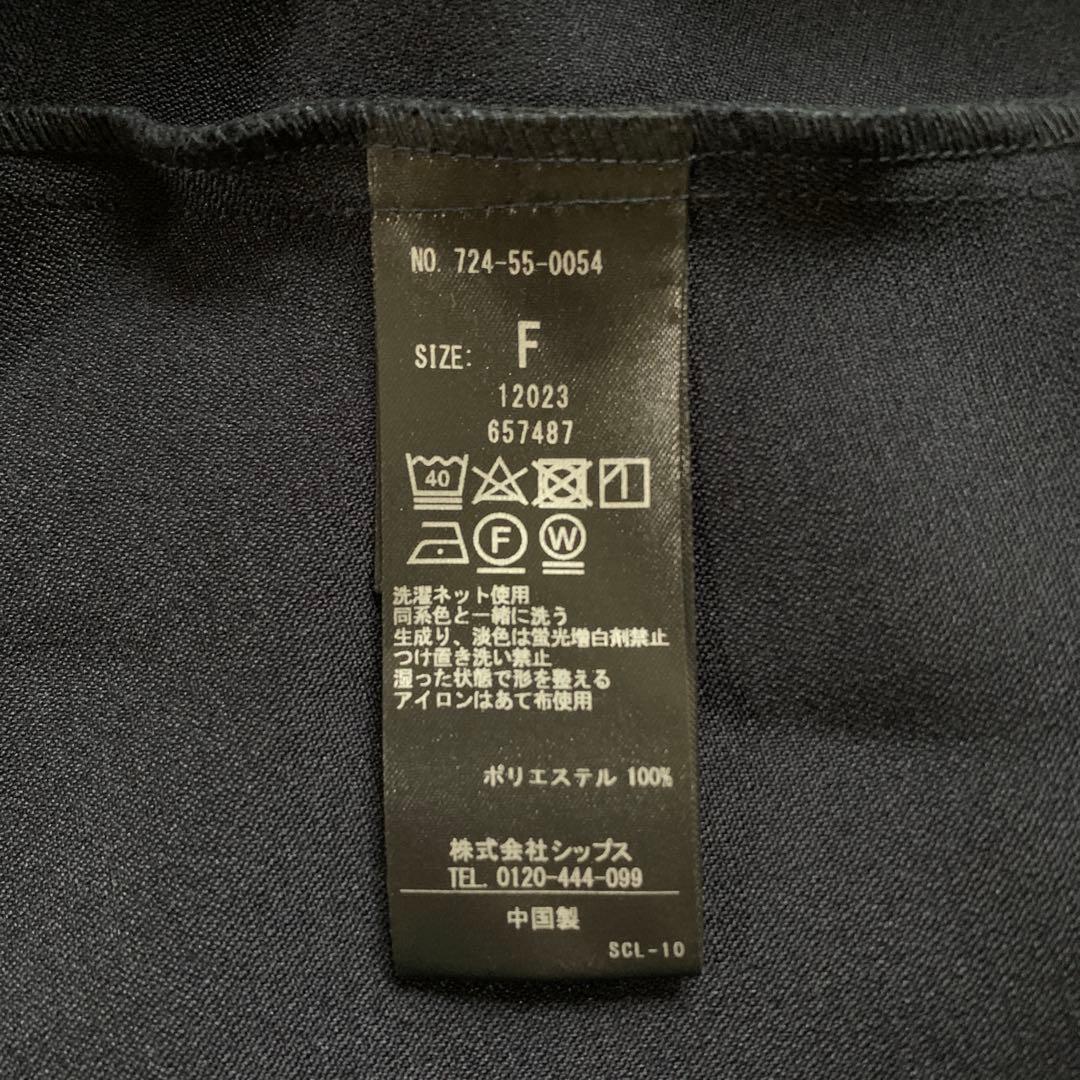 NO. 724-55-0054
SIZE: F
12023
657487
40
F W
洗濯ネット使用
同系色と一緒に洗う
生成り、淡色は蛍光増白剤禁止
つけ置き洗い禁止
湿った状態で形を整える
アイロンはあて布使用
ポリエステル 100%
株式会社シップス
TEL. 0120-444-099
中国製
SCL-10